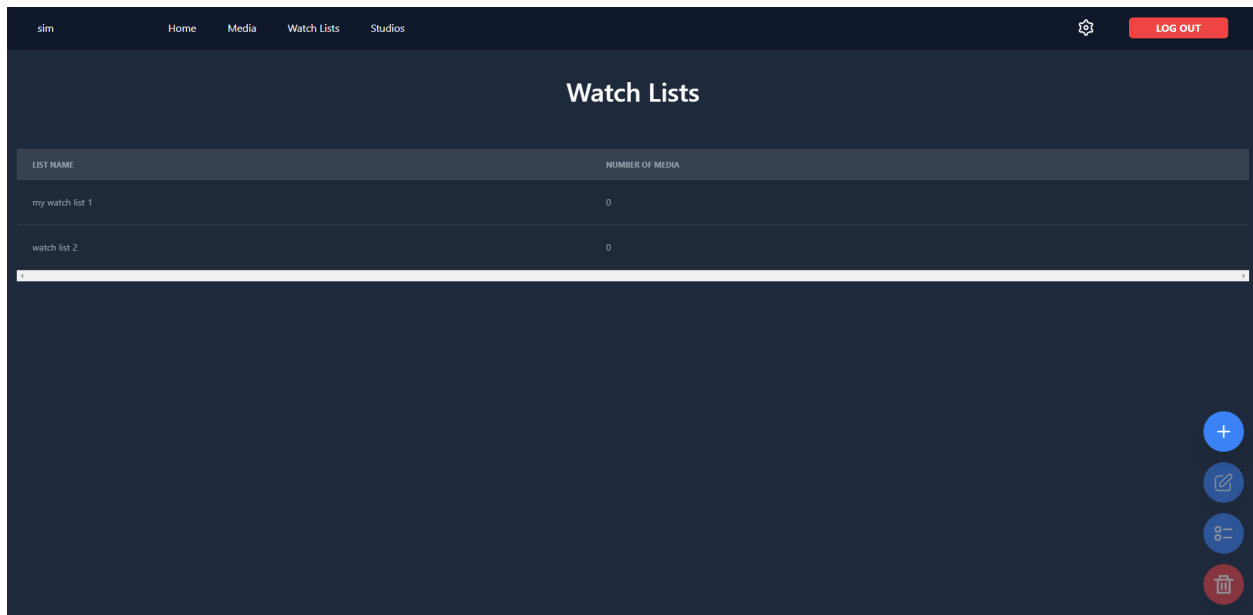 sim Home Media Watch Lists Studios LOG OUT
Watch Lists
LIST NAME NUMBER OF MEDIA
my watch list 1 0
watch list 2 0